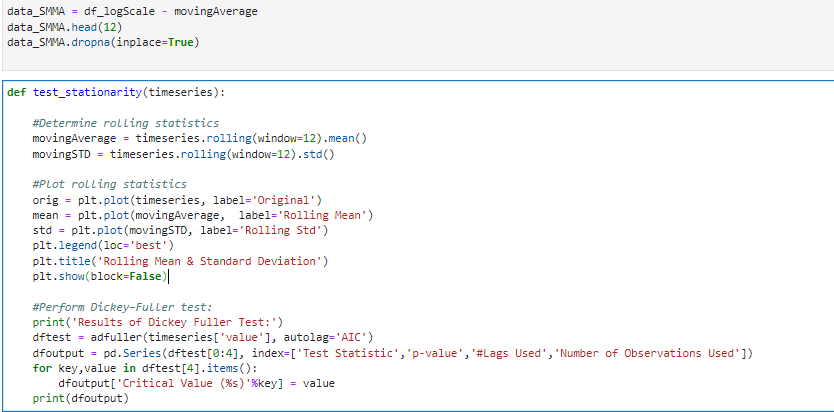 data_SMMA = df_logScale - movingAverage
data_SMMA.head(12)
data_SMMA.dropna(inplace=True)
def test_stationarity(timeseries):
#Determine rolling statistics
movingAverage = timeseries.rolling(window=12).mean()
movingSTD = timeseries.rolling(window=12).std()
#Plot rolling statistics
orig = plt.plot(timeseries, label='Original')
mean = plt.plot(movingAverage,  label='Rolling Mean')
std = plt.plot(movingSTD, label='Rolling Std')
plt.legend(loc='best')
plt.title('Rolling Mean & Standard Deviation')
plt.show(block=False)
#Perform Dickey–Fuller test:
print('Results of Dickey Fuller Test:')
dftest = adfuller(timeseries['value'], autolag='AIC')
dfoutput = pd.Series(dftest[0:4], index=['Test Statistic','p-value','#Lags Used','Number of Observations Used'])
for key,value in dftest[4].items():
dfoutput['Critical Value (%s)'%key] = value
print(dfoutput)